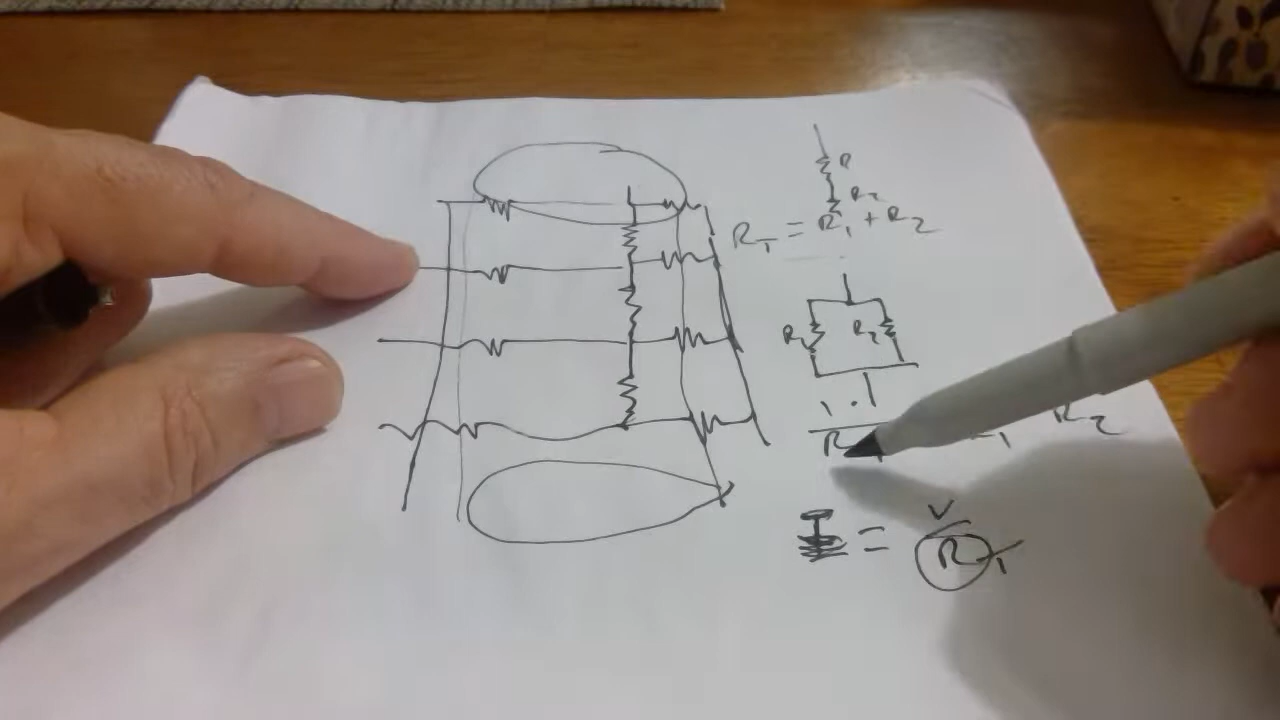 R
R2
RT = R1 + R2
R1 R2
1
R1 R2
I = V
RT